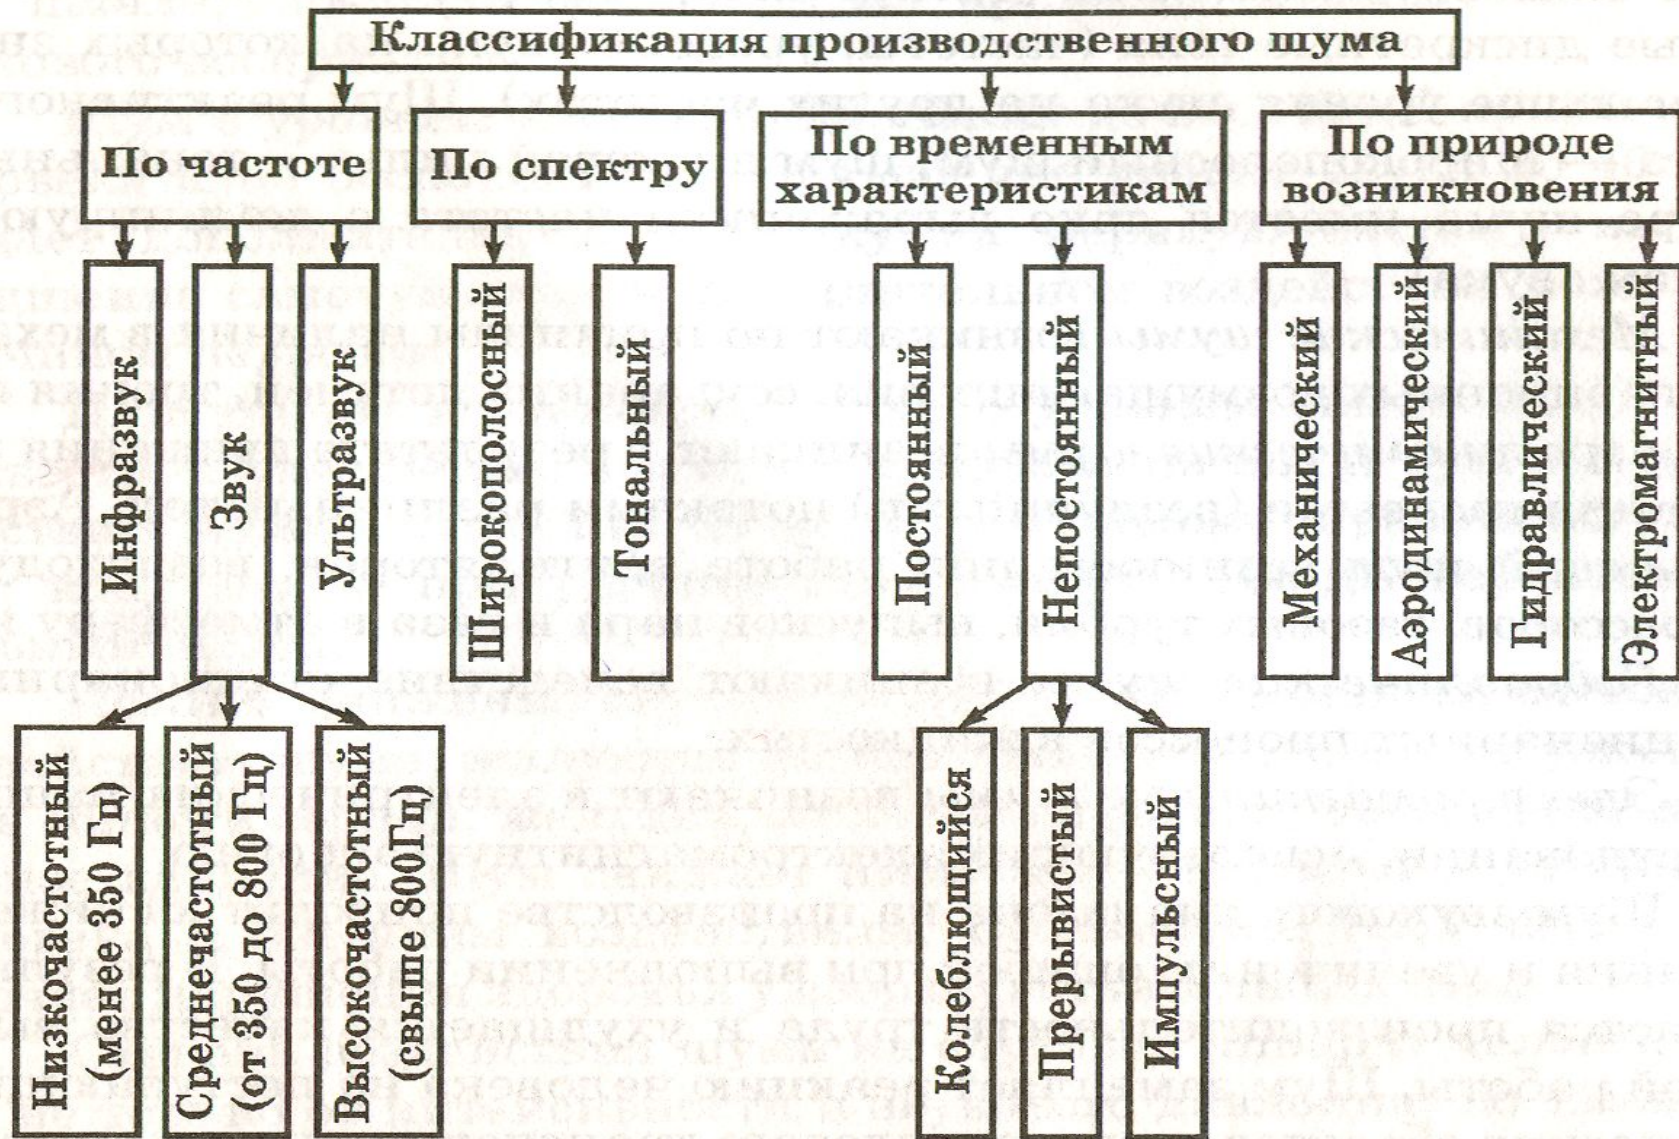 Классификация производственного шума
По частоте
По спектру
По временным
характеристикам
По природе
возникновения
Инфразвук
Звук
Ультразвук
Широкополосный
Тональный
Постоянный
Непостоянный
Механический
Аэродинамический
Гидравлический
Электромагнитный
Низкочастотный
(менее 350 Гц)
Среднечастотный
(от 350 до 800 Гц)
Высокочастотный
(свыше 800Гц)
Колеблющийся
Прерывистый
Импульсный